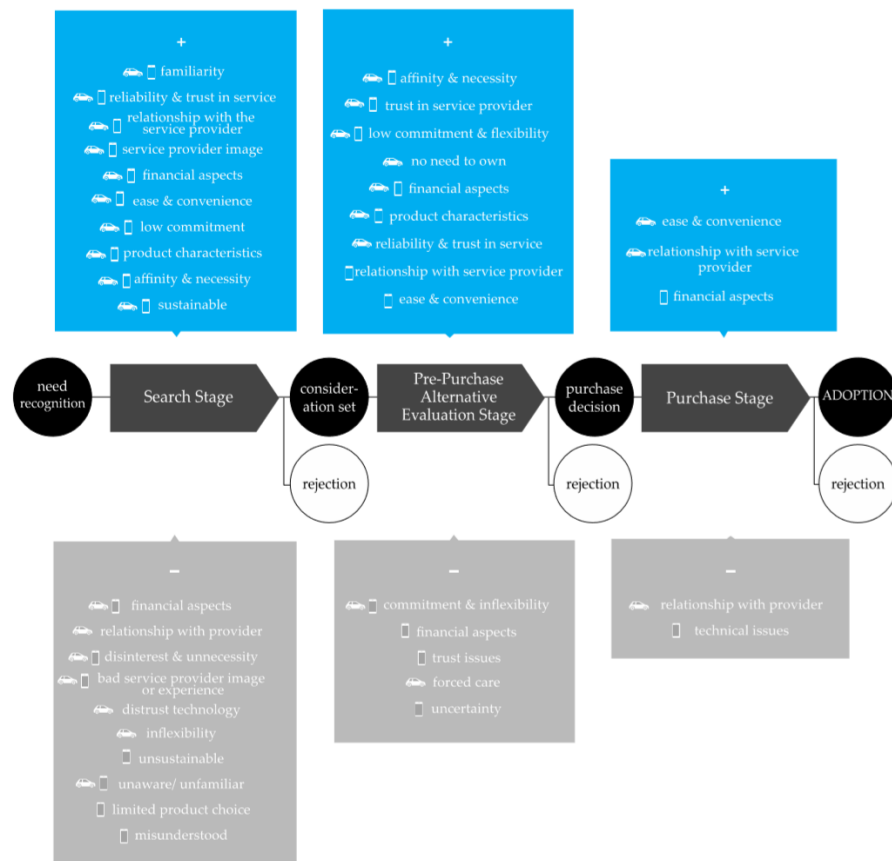 +
familiarity
reliability & trust in service
relationship with the
service provider
service provider image
financial aspects
ease & convenience
low commitment
product characteristics
affinity & necessity
sustainable
+
affinity & necessity
trust in service provider
low commitment & flexibility
no need to own
financial aspects
product characteristics
reliability & trust in service
relationship with service provider
ease & convenience
+
ease & convenience
relationship with service
provider
financial aspects
need
recognition
Search Stage
consider-
ation set
Pre-Purchase
Alternative
Evaluation Stage
purchase
decision
Purchase Stage
ADOPTION
rejection
rejection
rejection
–
financial aspects
relationship with provider
disinterest & unnecessity
bad service provider image
or experience
distrust technology
inflexibility
unsustainable
unaware/ unfamiliar
limited product choice
misunderstood
–
commitment & inflexibility
financial aspects
trust issues
forced care
uncertainty
–
relationship with provider
technical issues